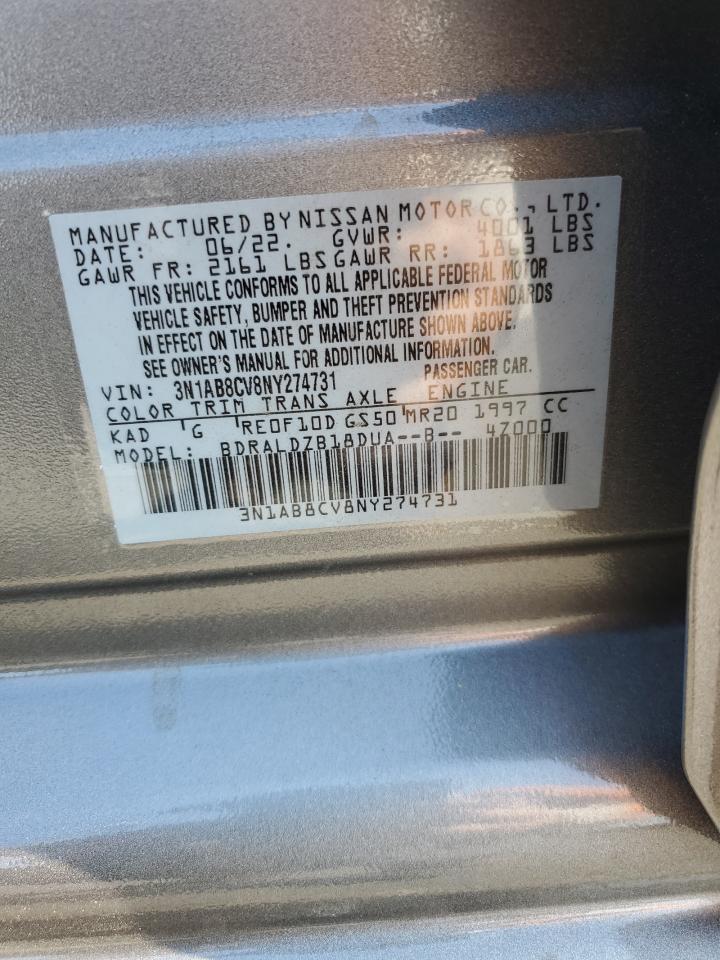 MANUFACTURED BY NISSAN MOTOR CO., LTD.
DATE: 06/22. GVWR: 4001 LBS
GAWR FR: 2161 LBS GAWR RR: 1863 LBS
THIS VEHICLE CONFORMS TO ALL APPLICABLE FEDERAL MOTOR
VEHICLE SAFETY, BUMPER AND THEFT PREVENTION STANDARDS
IN EFFECT ON THE DATE OF MANUFACTURE SHOWN ABOVE.
SEE OWNER'S MANUAL FOR ADDITIONAL INFORMATION.
VIN: 3N1AB8CV8NY274731 PASSENGER CAR.
COLOR TRIM TRANS AXLE ENGINE
KAD G RE0F10D GS50 MR20 1997 CC
MODEL: BDRALDZB18DUA--B-- 4Z000
3N1AB8CV8NY274731